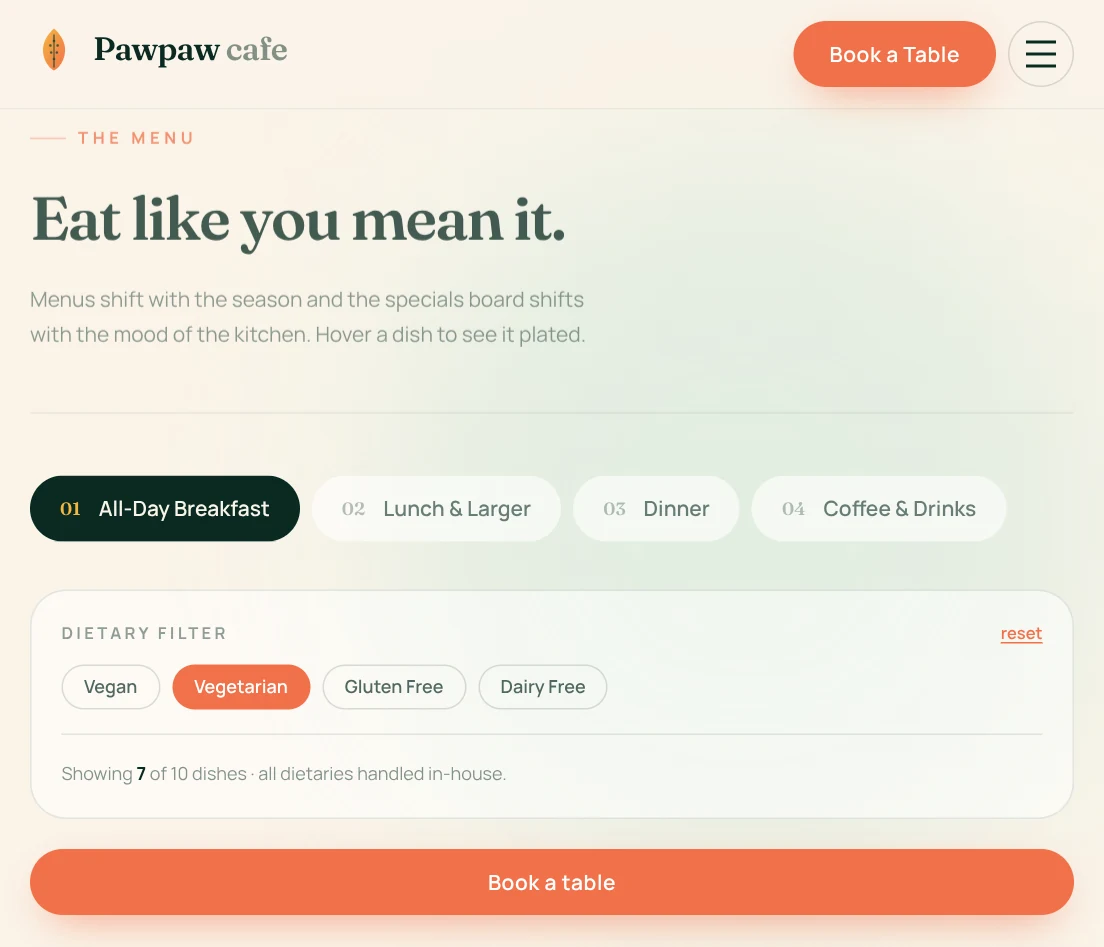 Pawpaw cafe
Book a Table
THE MENU
Eat like you mean it.
Menus shift with the season and the specials board shifts
with the mood of the kitchen. Hover a dish to see it plated.
01 All-Day Breakfast
02 Lunch & Larger
03 Dinner
04 Coffee & Drinks
DIETARY FILTER
reset
Vegan
Vegetarian
Gluten Free
Dairy Free
Showing 7 of 10 dishes · all dietaries handled in-house.
Book a table